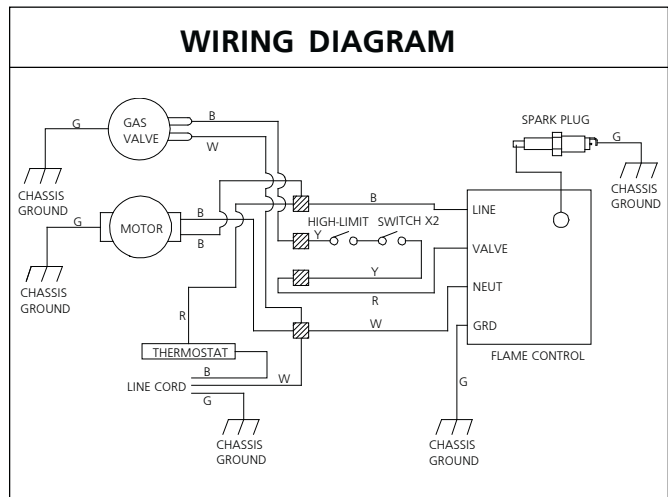 WIRING DIAGRAM
GAS
VALVE
G
B
W
CHASSIS
GROUND
SPARK PLUG
G
CHASSIS
GROUND
MOTOR
G
B
B
CHASSIS
GROUND
B
LINE
HIGH-LIMIT SWITCH X2
Y
VALVE
Y
R
NEUT
W
GRD
FLAME CONTROL
R
THERMOSTAT
B
LINE CORD
W
G
CHASSIS
GROUND
G
CHASSIS
GROUND